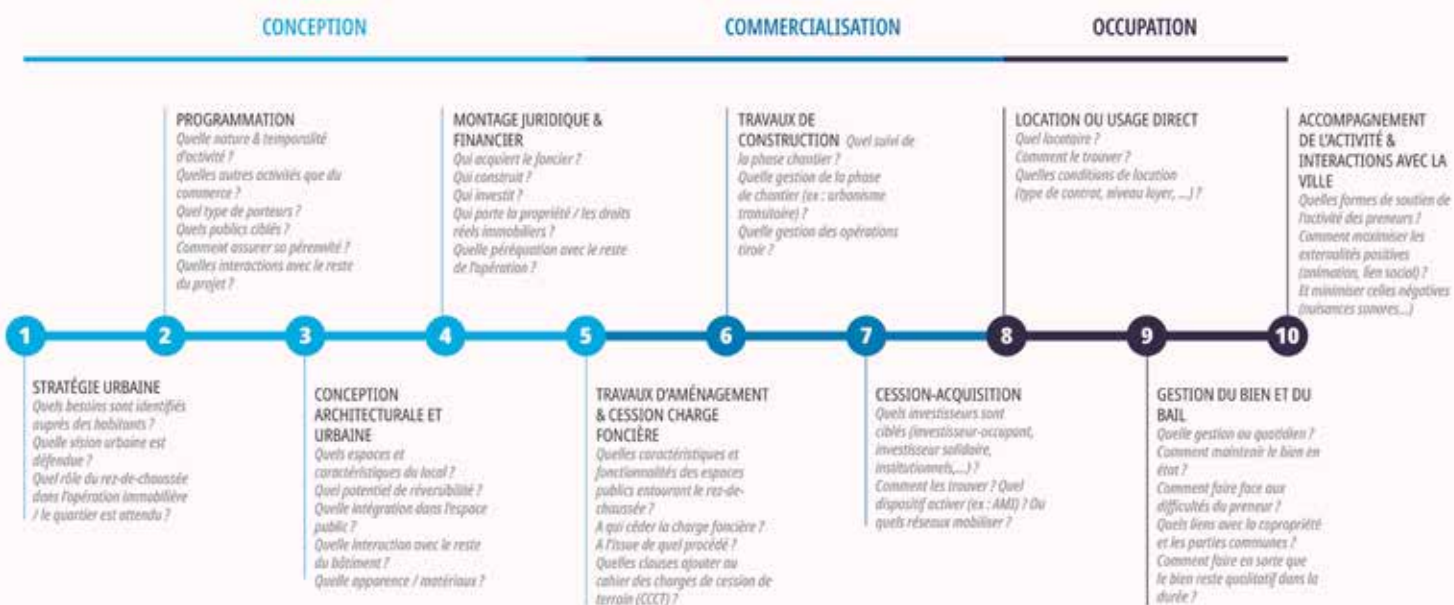 CONCEPTION
COMMERCIALISATION
OCCUPATION
PROGRAMMATION
Quelle nature & temporalité
d'activité ?
Quelles autres activités que du
commerce ?
Quel type de porteurs ?
Quels publics ciblés ?
Comment assurer sa pérennité ?
Quelles interactions avec le reste
du projet ?
MONTAGE JURIDIQUE &
FINANCIER
Qui acquiert le foncier ?
Qui construit ?
Qui investit ?
Qui porte la propriété / les droits
réels immobiliers ?
Quelle péréquation avec le reste
de l'opération ?
TRAVAUX DE
CONSTRUCTION Quel suivi de
la phase chantier ?
Quelle gestion de la phase
de chantier (ex : urbanisme
transitoire) ?
Quelle gestion des opérations
tiroir ?
LOCATION OU USAGE DIRECT
Quel locataire ?
Comment le trouver ?
Quelles conditions de location
(type de contrat, niveau loyer, ...) ?
ACCOMPAGNEMENT
DE L'ACTIVITÉ &
INTERACTIONS AVEC LA
VILLE
Quelles formes de soutien de
l'activité des preneurs ?
Comment maximiser les
externalités positives
(animation, lien social) ?
Et minimiser celles négatives
(nuisances sonores...)
1
2
3
4
5
6
7
8
9
10
STRATÉGIE URBAINE
Quels besoins sont identifiés
auprès des habitants ?
Quelle vision urbaine est
défendue ?
Quel rôle du rez-de-chaussée
dans l'opération immobilière
/ le quartier est attendu ?
CONCEPTION
ARCHITECTURALE ET
URBAINE
Quels espaces et
caractéristiques du local ?
Quel potentiel de réversibilité ?
Quelle intégration dans l'espace
public ?
Quelle interaction avec le reste
du bâtiment ?
Quelle apparence / matériaux ?
TRAVAUX D'AMÉNAGEMENT
& CESSION CHARGE
FONCIÈRE
Quelles caractéristiques et
fonctionnalités des espaces
publics entourant le rez-de-
chaussée ?
A qui céder la charge foncière ?
A l'issue de quel procédé ?
Quelles clauses ajouter au
cahier des charges de cession de
terrain (CCCT) ?
CESSION-ACQUISITION
Quels investisseurs sont
ciblés (investisseur-occupant,
investisseur solidaire,
institutionnels,...) ?
Comment les trouver ? Quel
dispositif activer (ex : AMI) ? Ou
quels réseaux mobiliser ?
GESTION DU BIEN ET DU
BAIL
Quelle gestion au quotidien ?
Comment maintenir le bien en
état ?
Comment faire face aux
difficultés du preneur ?
Quels liens avec la copropriété
et les parties communes ?
Comment faire en sorte que
le bien reste qualitatif dans la
durée ?